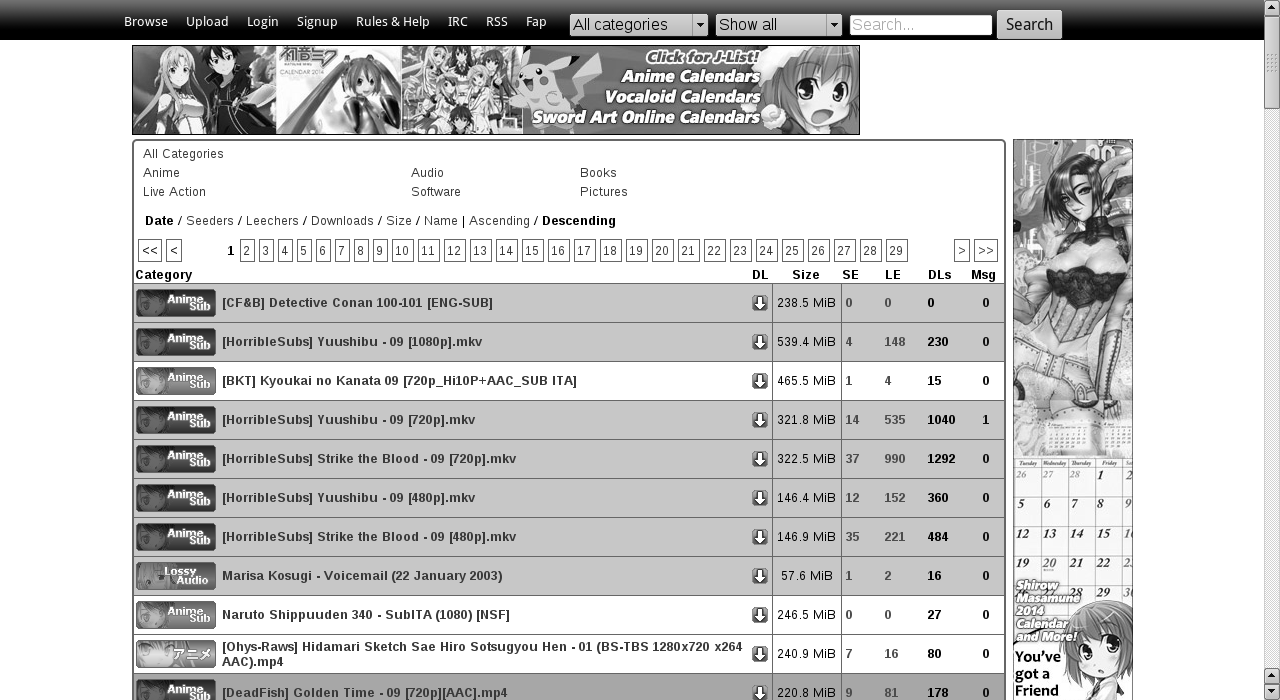 Browse Upload Login Signup Rules & Help IRC RSS Fap All categories Show all Search... Search
初音ミク
CALENDAR 2014
Click for J-List!
Anime Calendars
Vocaloid Calendars
Sword Art Online Calendars
All Categories
Anime Audio Books
Live Action Software Pictures
Date / Seeders / Leechers / Downloads / Size / Name | Ascending / Descending
<< < 1 2 3 4 5 6 7 8 9 10 11 12 13 14 15 16 17 18 19 20 21 22 23 24 25 26 27 28 29 > >>
Category DL Size SE LE DLs Msg
Anime Sub [CF&B] Detective Conan 100-101 [ENG-SUB] 238.5 MiB 0 0 0 0
Anime Sub [HorribleSubs] Yuushibu - 09 [1080p].mkv 539.4 MiB 4 148 230 0
Anime Sub [BKT] Kyoukai no Kanata 09 [720p_Hi10P+AAC_SUB ITA] 465.5 MiB 1 4 15 0
Anime Sub [HorribleSubs] Yuushibu - 09 [720p].mkv 321.8 MiB 14 535 1040 1
Anime Sub [HorribleSubs] Strike the Blood - 09 [720p].mkv 322.5 MiB 37 990 1292 0
Anime Sub [HorribleSubs] Yuushibu - 09 [480p].mkv 146.4 MiB 12 152 360 0
Anime Sub [HorribleSubs] Strike the Blood - 09 [480p].mkv 146.9 MiB 35 221 484 0
Lossy Audio Marisa Kosugi - Voicemail (22 January 2003) 57.6 MiB 1 2 16 0
Anime Sub Naruto Shippuuden 340 - SubITA (1080) [NSF] 246.5 MiB 0 0 27 0
アニメ [Ohys-Raws] Hidamari Sketch Sae Hiro Sotsugyou Hen - 01 (BS-TBS 1280x720 x264
AAC).mp4 240.9 MiB 7 16 80 0
Anime Sub [DeadFish] Golden Time - 09 [720p][AAC].mp4 220.8 MiB 9 81 178 0
Tuesday Wednesday Thursday Friday
26 27 28 1 2
5 6 7 8 9
12 13 14 15
19 20 21 22
28 29
Shirow
Masamune
2014
Calendar
and More!
You've
got a
Friend